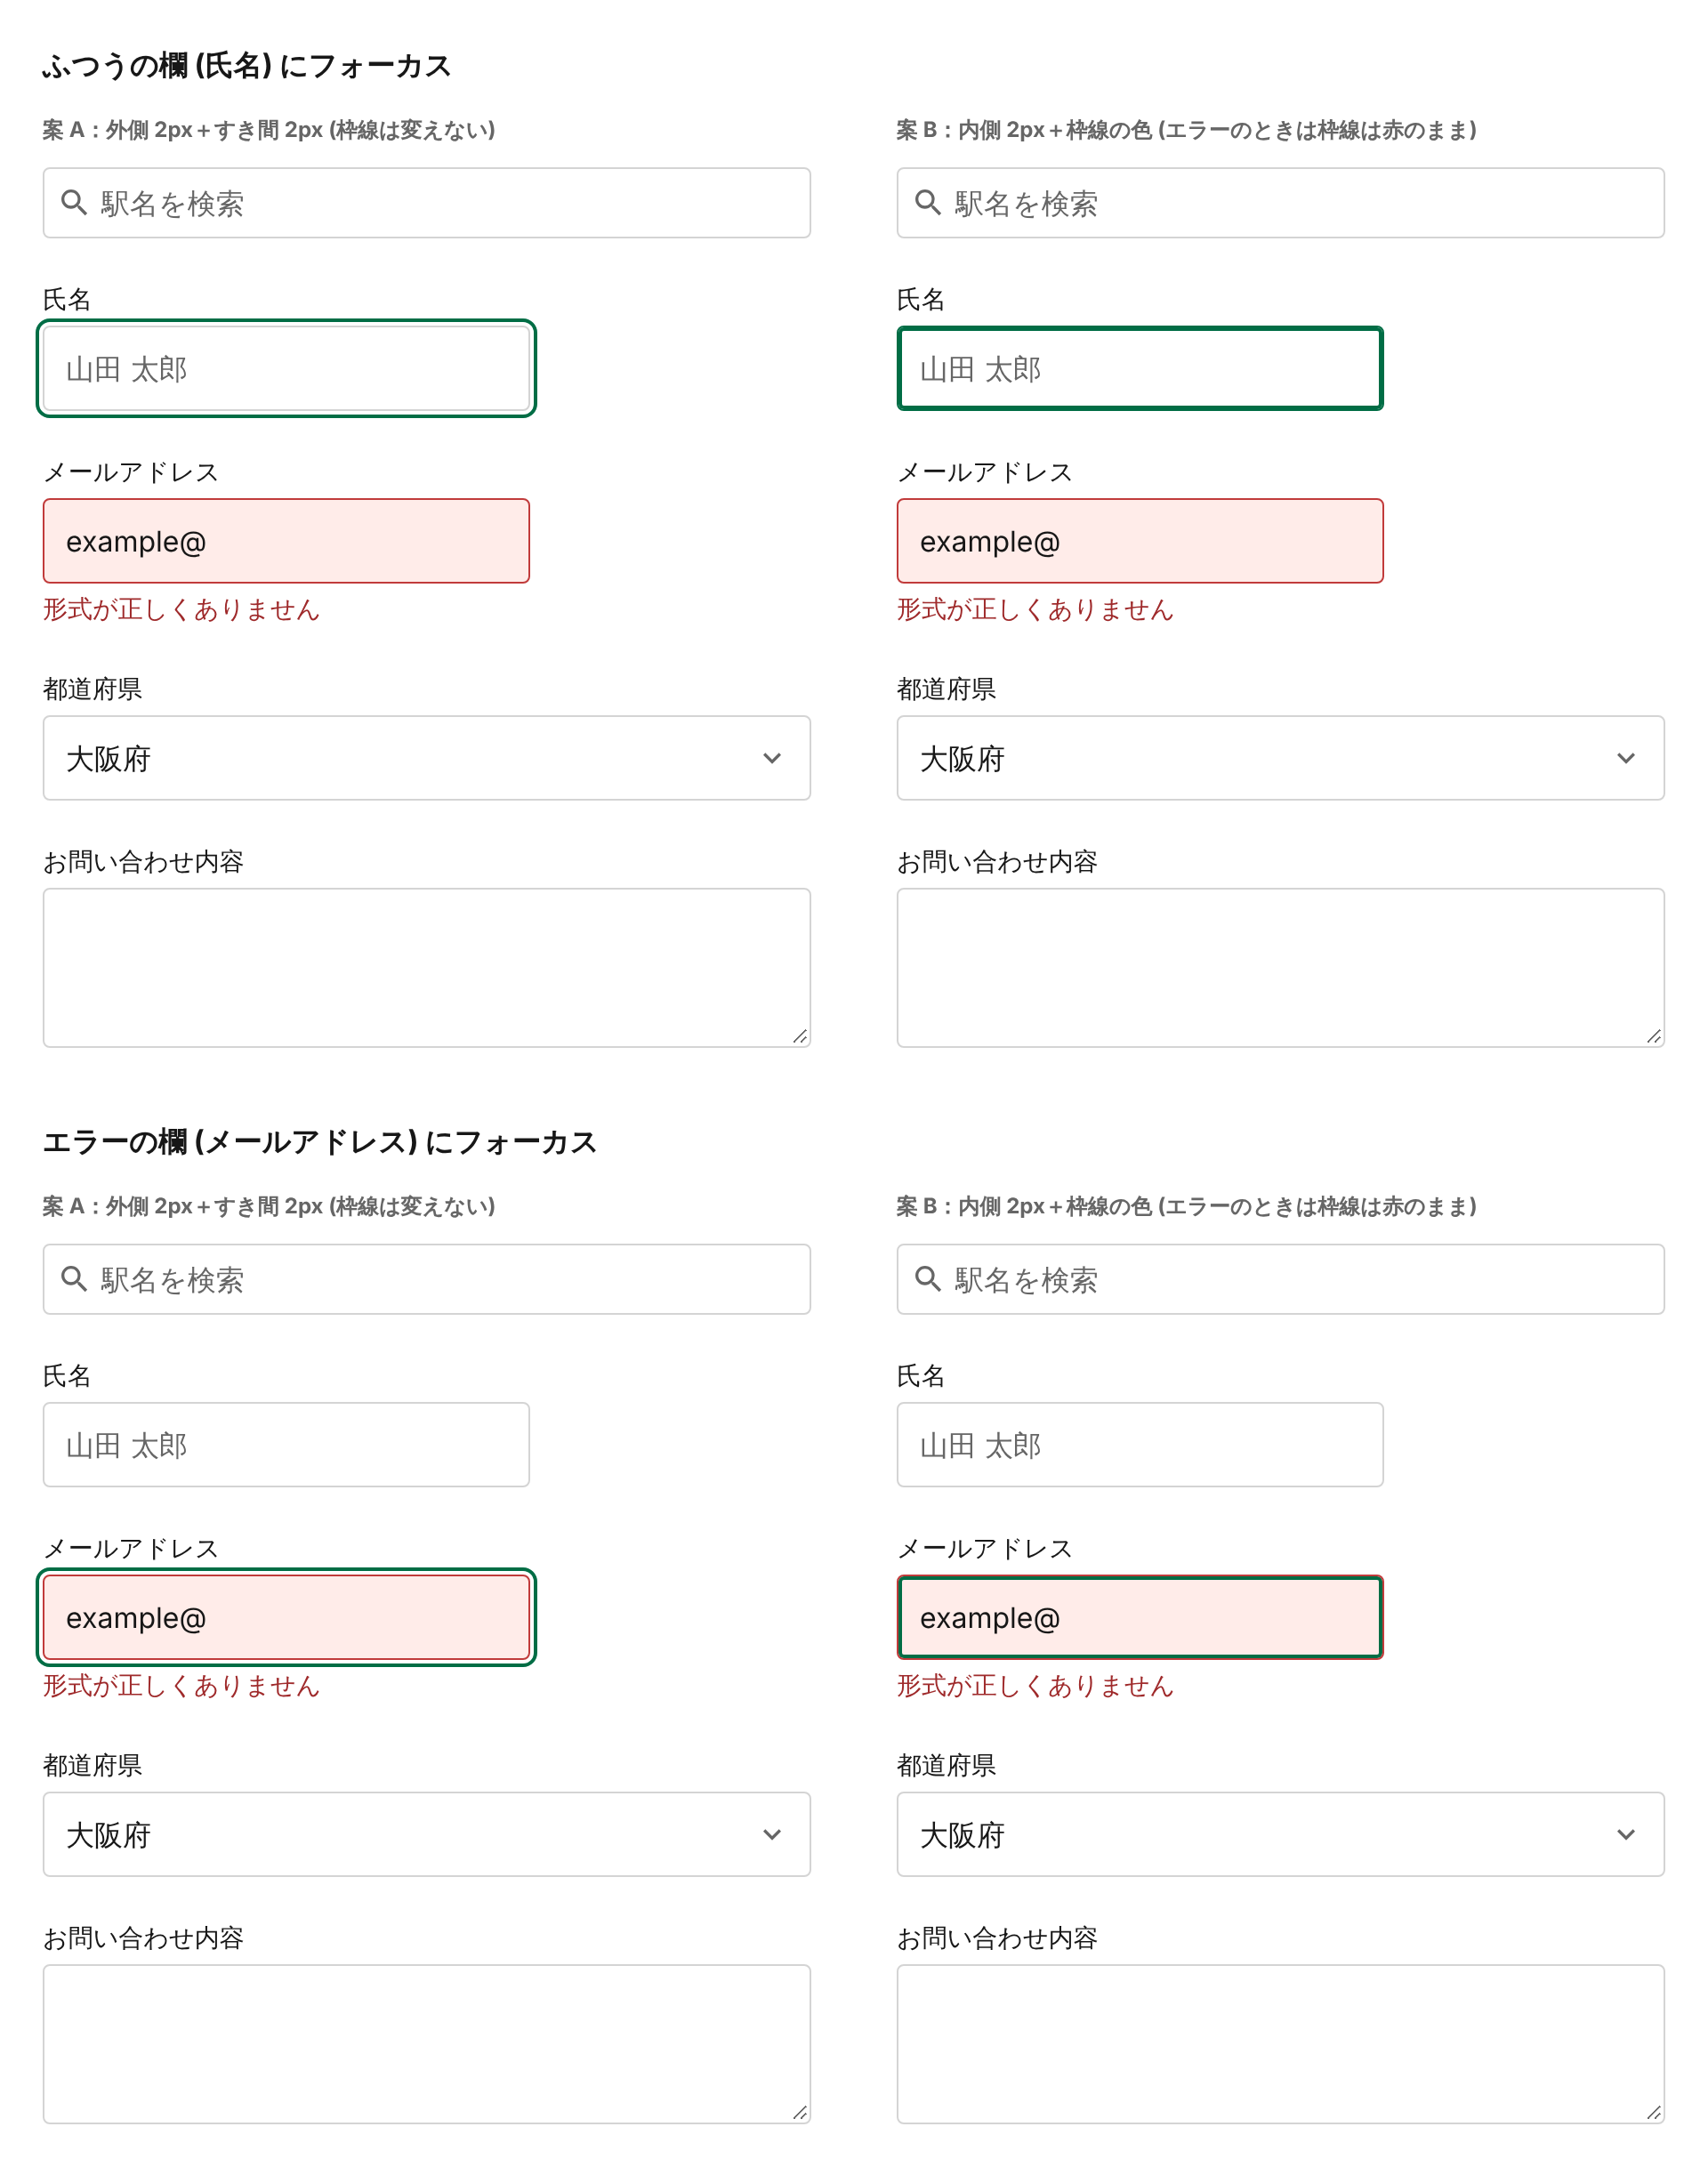 ふつうの欄 (氏名) にフォーカス
案 A：外側 2px＋すき間 2px (枠線は変えない)
駅名を検索
氏名
山田 太郎
メールアドレス
example@
形式が正しくありません
都道府県
大阪府
お問い合わせ内容
案 B：内側 2px＋枠線の色 (エラーのときは枠線は赤のまま)
駅名を検索
氏名
山田 太郎
メールアドレス
example@
形式が正しくありません
都道府県
大阪府
お問い合わせ内容
エラーの欄 (メールアドレス) にフォーカス
案 A：外側 2px＋すき間 2px (枠線は変えない)
駅名を検索
氏名
山田 太郎
メールアドレス
example@
形式が正しくありません
都道府県
大阪府
お問い合わせ内容
案 B：内側 2px＋枠線の色 (エラーのときは枠線は赤のまま)
駅名を検索
氏名
山田 太郎
メールアドレス
example@
形式が正しくありません
都道府県
大阪府
お問い合わせ内容